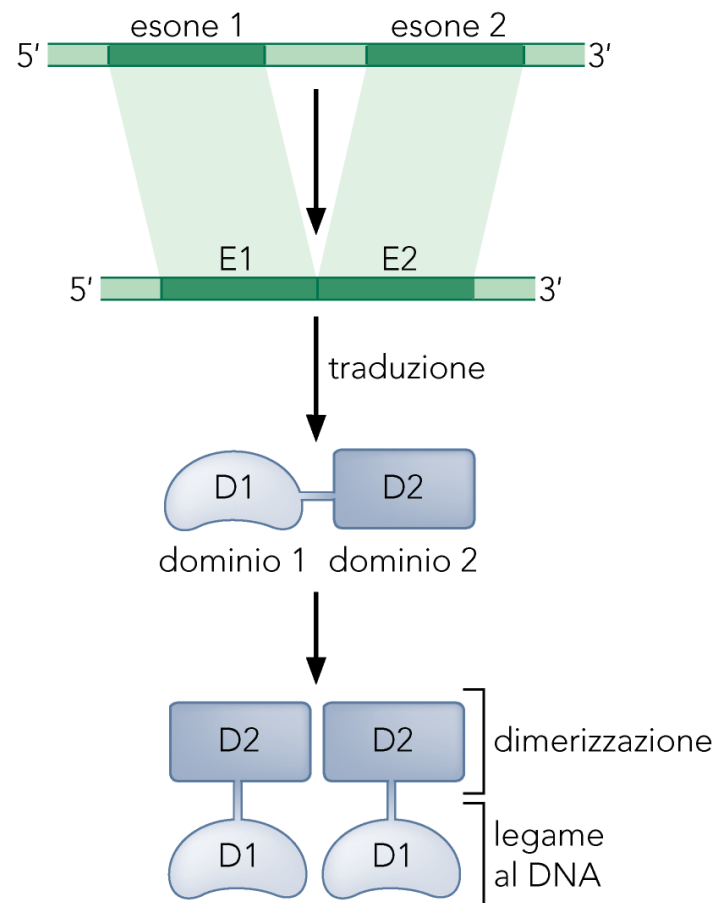 esone 1 esone 2
5′ 3′
E1 E2
5′ 3′
traduzione
D1 D2
dominio 1 dominio 2
D2 D2 dimerizzazione
D1 D1 legame
al DNA